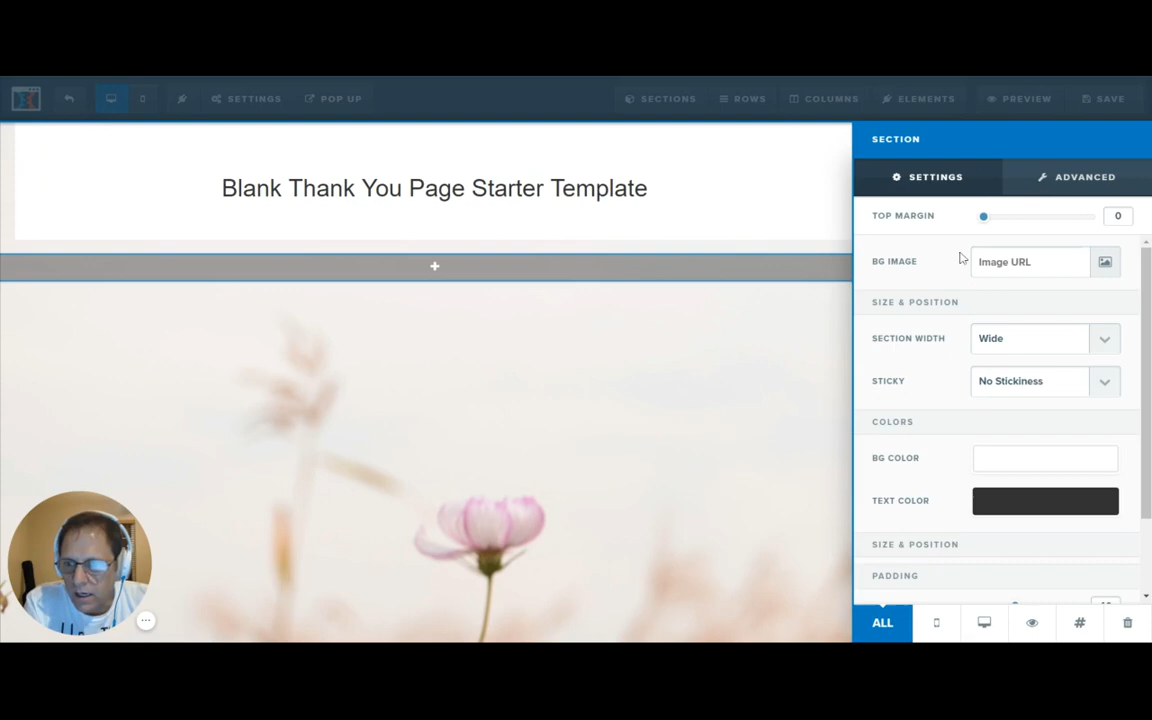 SETTINGS
POP UP
SECTIONS
ROWS
COLUMNS
ELEMENTS
PREVIEW
SAVE
Blank Thank You Page Starter Template
SECTION
SETTINGS
ADVANCED
TOP MARGIN
0
BG IMAGE
Image URL
SIZE & POSITION
SECTION WIDTH
Wide
STICKY
No Stickiness
COLORS
BG COLOR
TEXT COLOR
SIZE & POSITION
PADDING
ALL
#